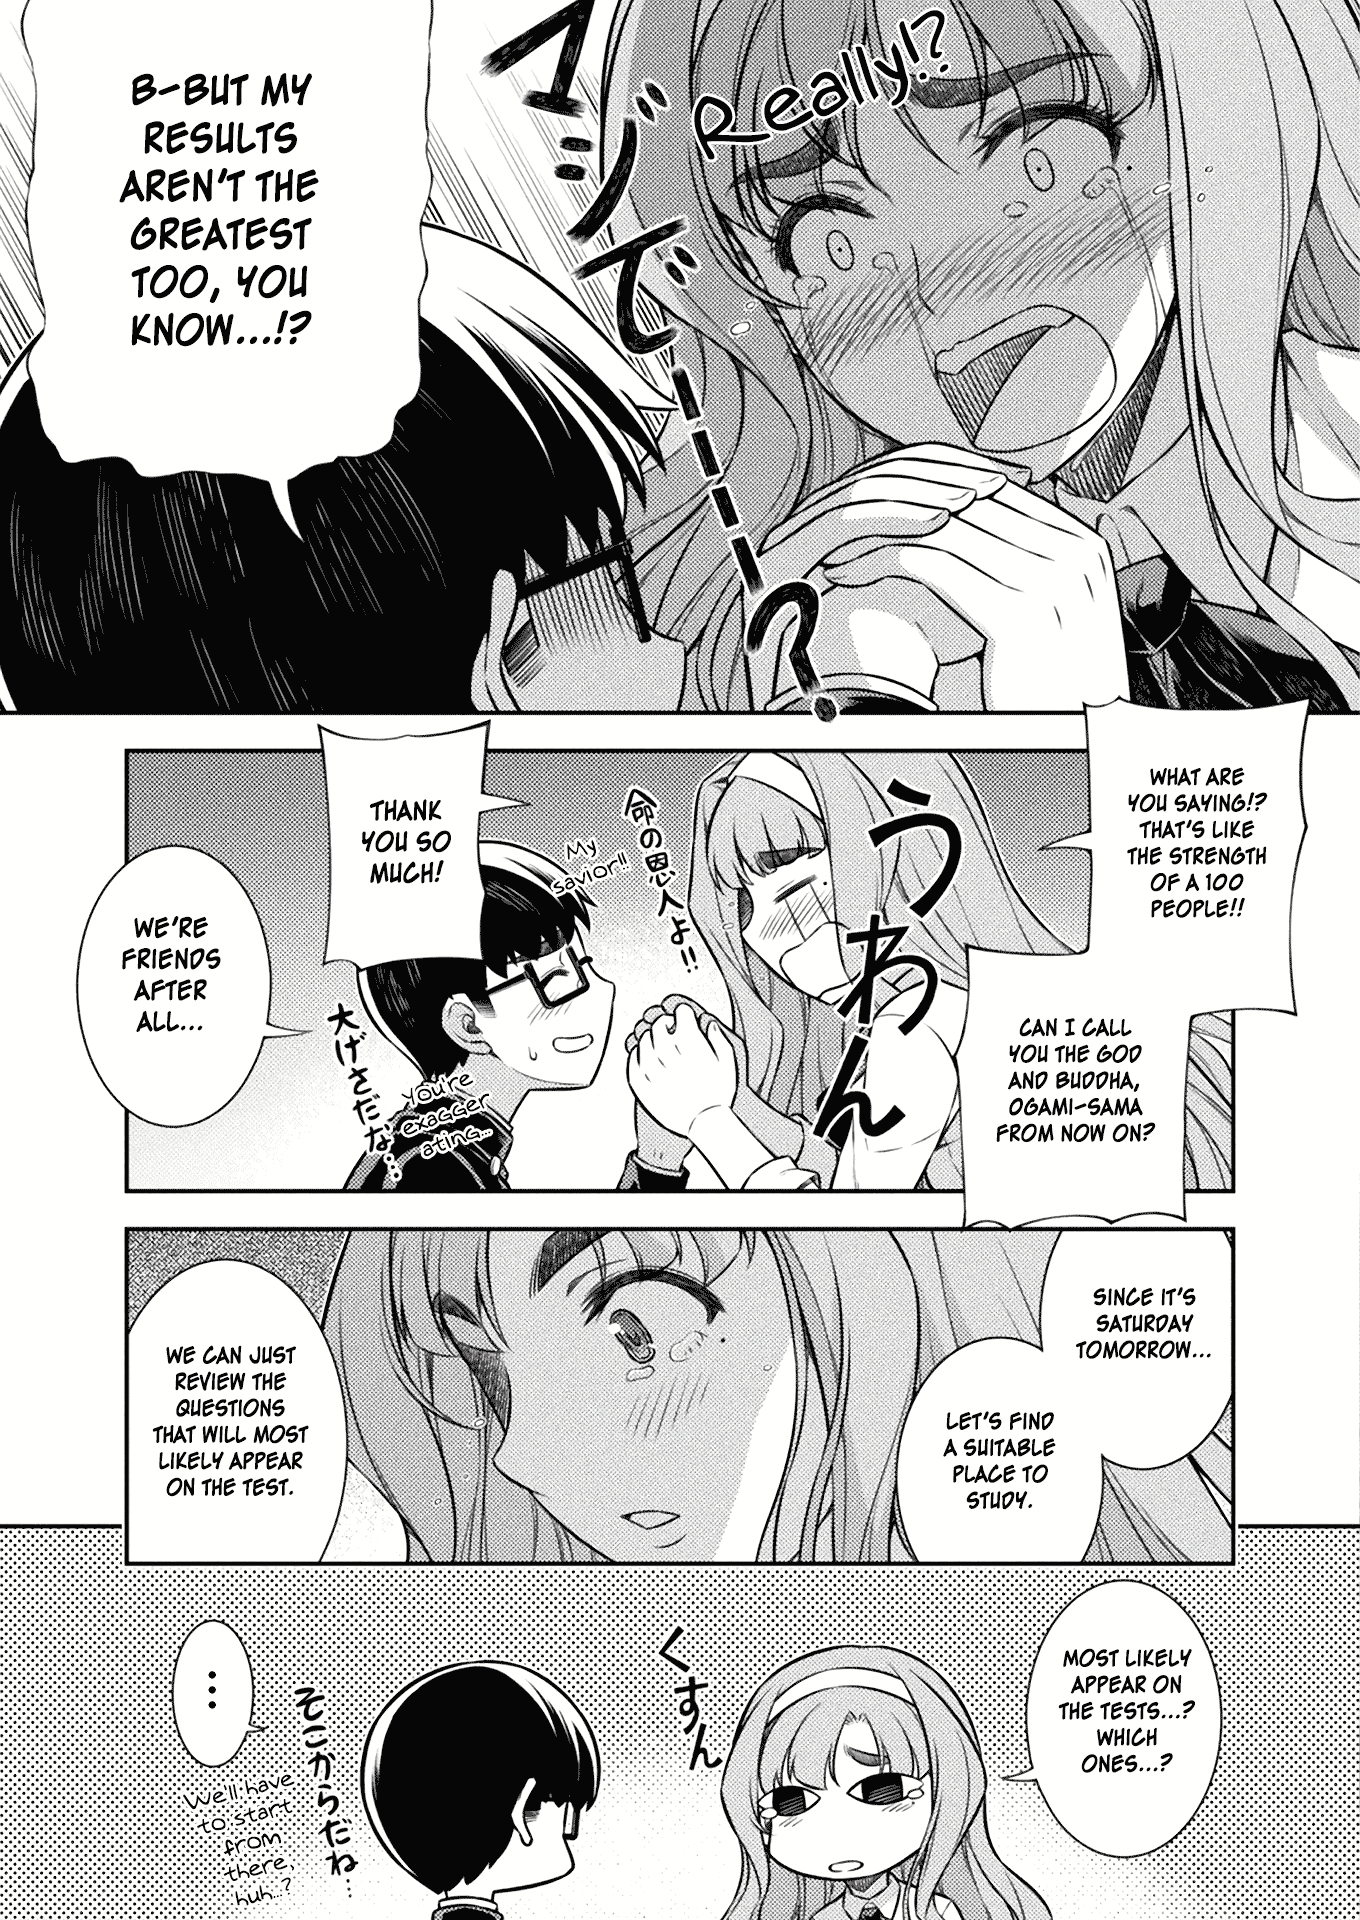 マジで----?
Really!?
B-BUT MY
RESULTS
AREN'T THE
GREATEST
TOO, YOU
KNOW...!?
WHAT ARE
YOU SAYING!?
THAT'S LIKE
THE STRENGTH
OF A 100
PEOPLE!!
CAN I CALL
YOU THE GOD
AND BUDDHA,
OGAMI-SAMA
FROM NOW ON?
うわーん
命の恩人よ!!
My
savior!!
THANK
YOU SO
MUCH!
WE'RE
FRIENDS
AFTER
ALL...
大げさだな…
You're
exagger
ating...
SINCE IT'S
SATURDAY
TOMORROW...
LET'S FIND
A SUITABLE
PLACE TO
STUDY.
WE CAN JUST
REVIEW THE
QUESTIONS
THAT WILL MOST
LIKELY APPEAR
ON THE TEST.
MOST LIKELY
APPEAR ON
THE TESTS...?
WHICH
ONES...?
くすん
...
そこからだね…
We'll have
to start
from
there,
huh...?